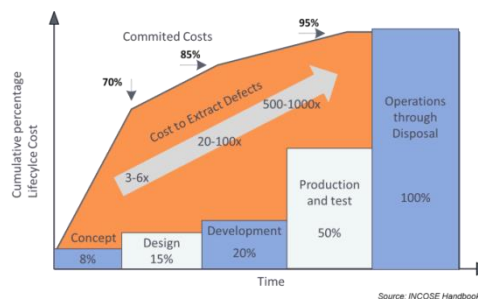 95%
Commited Costs
85%
70%
Cumulative percentage
Lifecylce Cost
Cost to Extract Defects
500-1000x
20-100x
3-6x
Operations
through
Disposal
100%
Production
and test
50%
Development
20%
Design
15%
Concept
8%
Time
Source: INCOSE Handbook